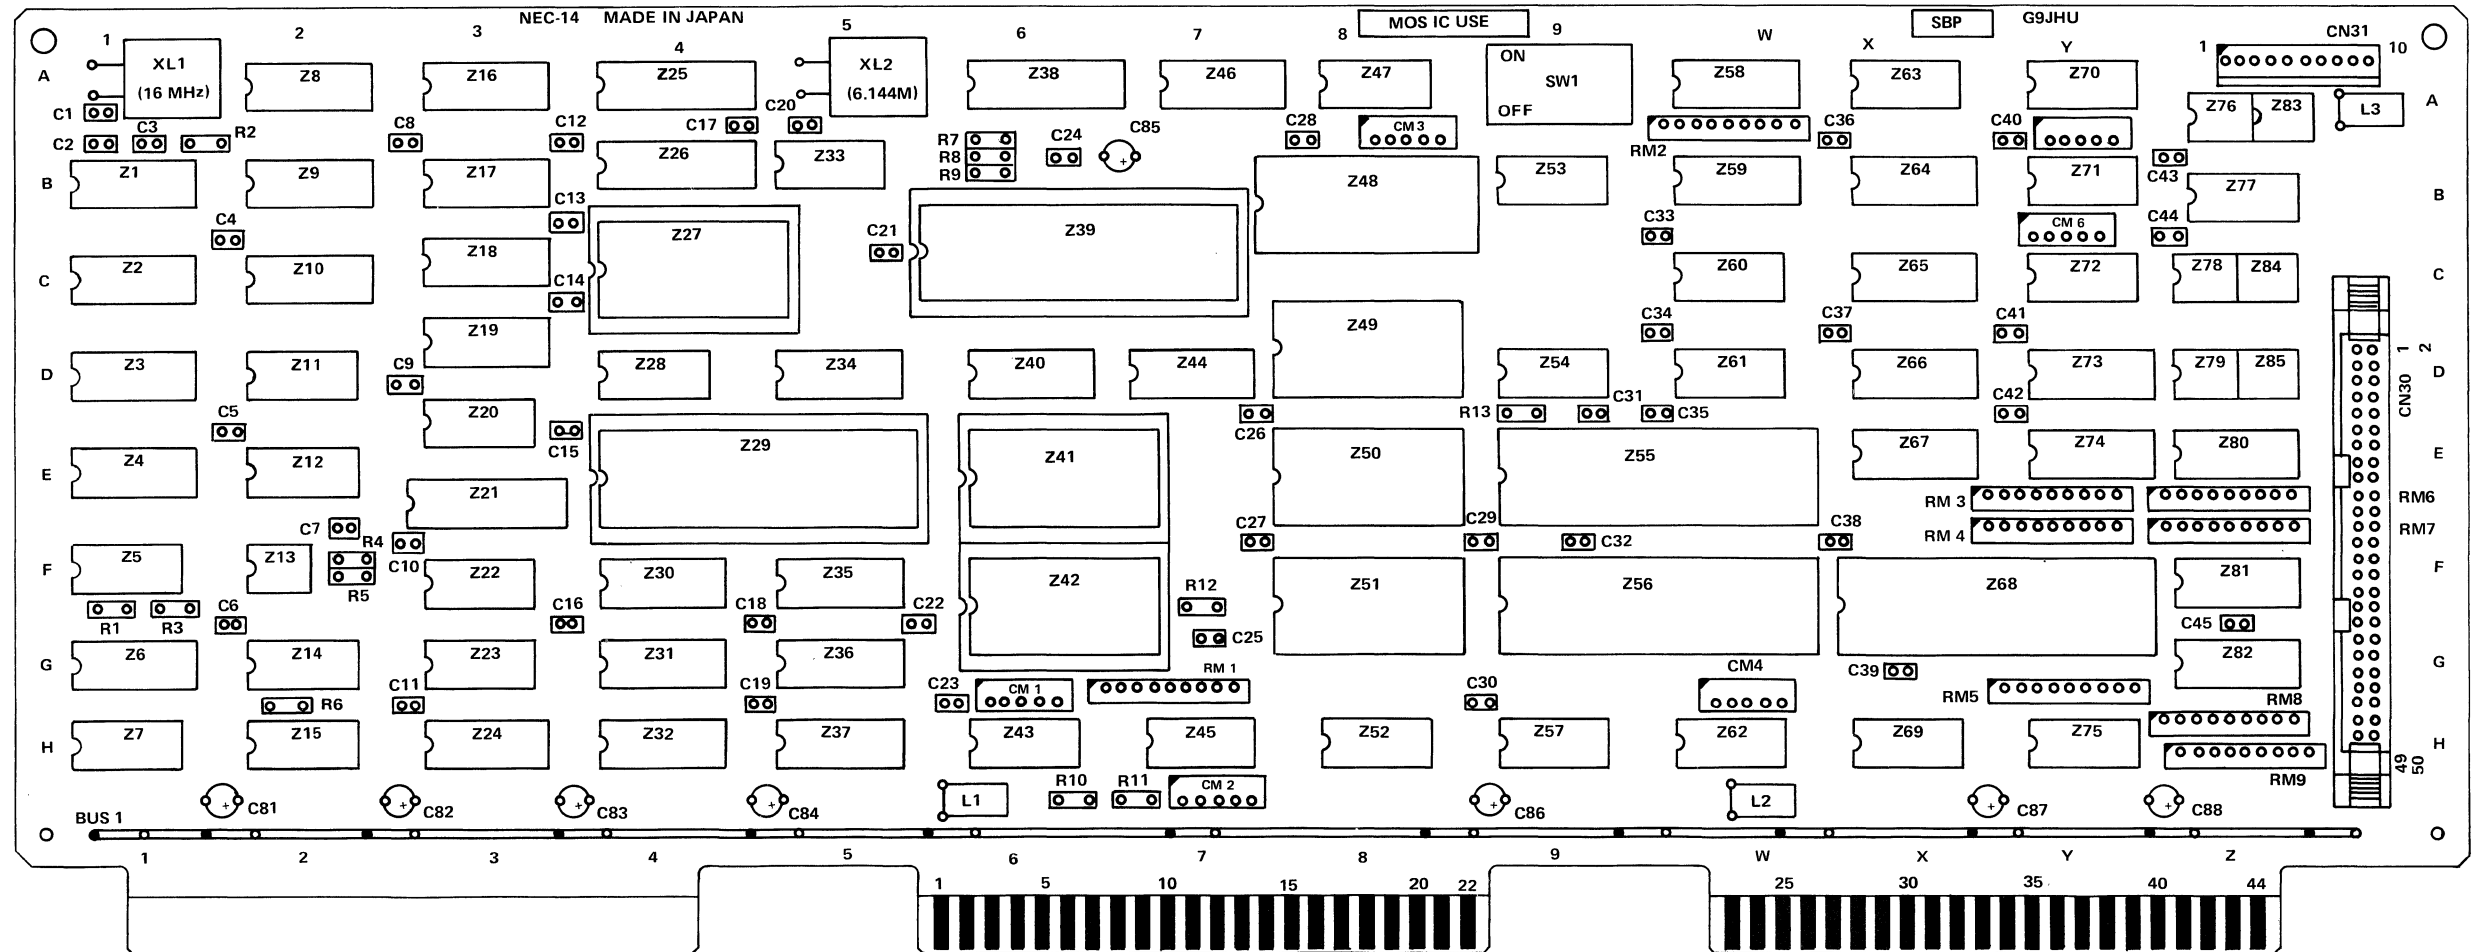 NEC-14 MADE IN JAPAN
MOS IC USE
SBP
G9JHU
CN31
1 2 3 4 5 6 7 8 9 W X Y 1 10
A
XL1
(16 MHz)
Z8
Z16
Z25
XL2
(6.144M)
Z38
Z46
Z47
ON
SW1
OFF
Z58
Z63
Z70
Z76
Z83
L3
A
C1
C2
C3
R2
C8
C12
C17
C20
R7
R8
R9
C24
C85
C28
CM 3
RM2
C36
C40
C43
B
Z1
Z9
Z17
Z26
Z33
Z48
Z53
Z59
Z64
Z71
Z77
B
C4
C13
Z27
C21
Z39
C33
CM 6
C44
C
Z2
Z10
Z18
C14
Z60
Z65
Z72
Z78
Z84
C
Z19
Z49
C34
C37
C41
1 2
D
Z3
Z11
C9
Z28
Z34
Z40
Z44
Z54
Z61
Z66
Z73
Z79
Z85
D
CN30
C5
Z20
C15
C26
R13
C31
C35
C42
E
Z4
Z12
Z21
Z29
Z41
Z50
Z55
Z67
Z74
Z80
E
RM 3
RM6
C7
R4
C10
C27
C29
C32
C38
RM 4
RM7
F
Z5
Z13
R5
Z22
Z30
Z35
Z42
R12
Z51
Z56
Z68
Z81
F
R1
R3
C6
C16
C18
C22
C25
C45
G
Z6
Z14
Z23
Z31
Z36
RM 1
CM4
C39
Z82
G
R6
C11
C19
C23
CM 1
C30
RM5
RM8
H
Z7
Z15
Z24
Z32
Z37
Z43
Z45
Z52
Z57
Z62
Z69
Z75
H
RM9
49
50
BUS 1
C81
C82
C83
C84
L1
R10
R11
CM 2
C86
L2
C87
C88
1 2 3 4 5 6 7 8 9 W X Y Z
1 5 10 15 20 22 25 30 35 40 44